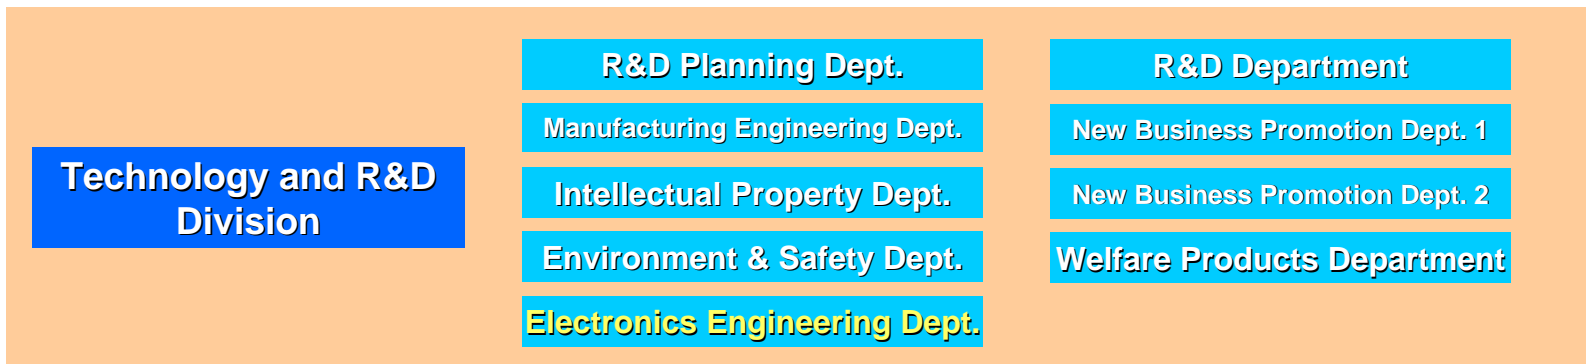 Technology and R&D
Division
R&D Planning Dept.
Manufacturing Engineering Dept.
Intellectual Property Dept.
Environment & Safety Dept.
Electronics Engineering Dept.
R&D Department
New Business Promotion Dept. 1
New Business Promotion Dept. 2
Welfare Products Department